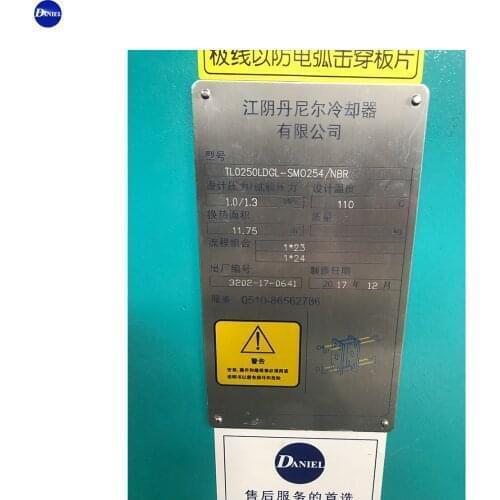 DANIEL
极线以防电弧击穿板片
江阴丹尼尔冷却器
有限公司
型号
TL0250LDGL-SMO254/NBR
设计压力/试验压力 设计温度
1.0/1.3 MPa 110 C
换热面积 质量
11.75 kg
流程组合 1*23
1*24
出厂编号 制造日期
3202-17-0641 2017年12月
服务 0510-86562786
警告
DANIEL
售后服务的首选